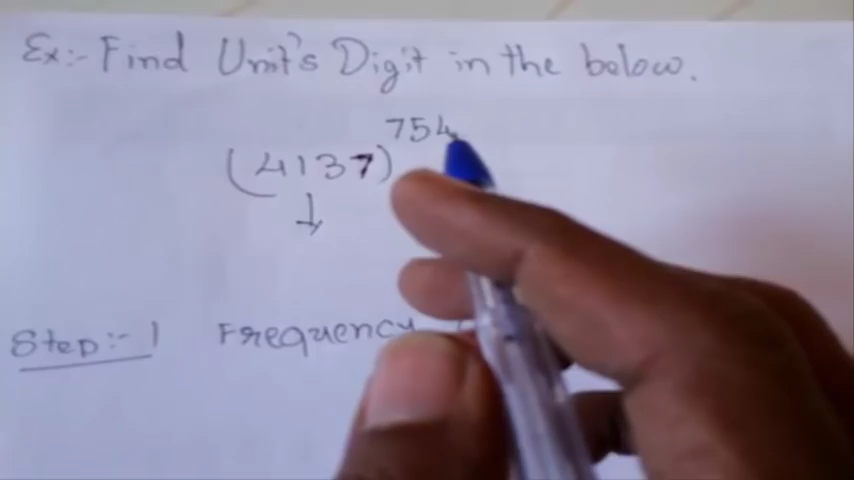 Ex:- Find Unit's Digit in the below.
(4137)^754
Step:- 1 Frequency